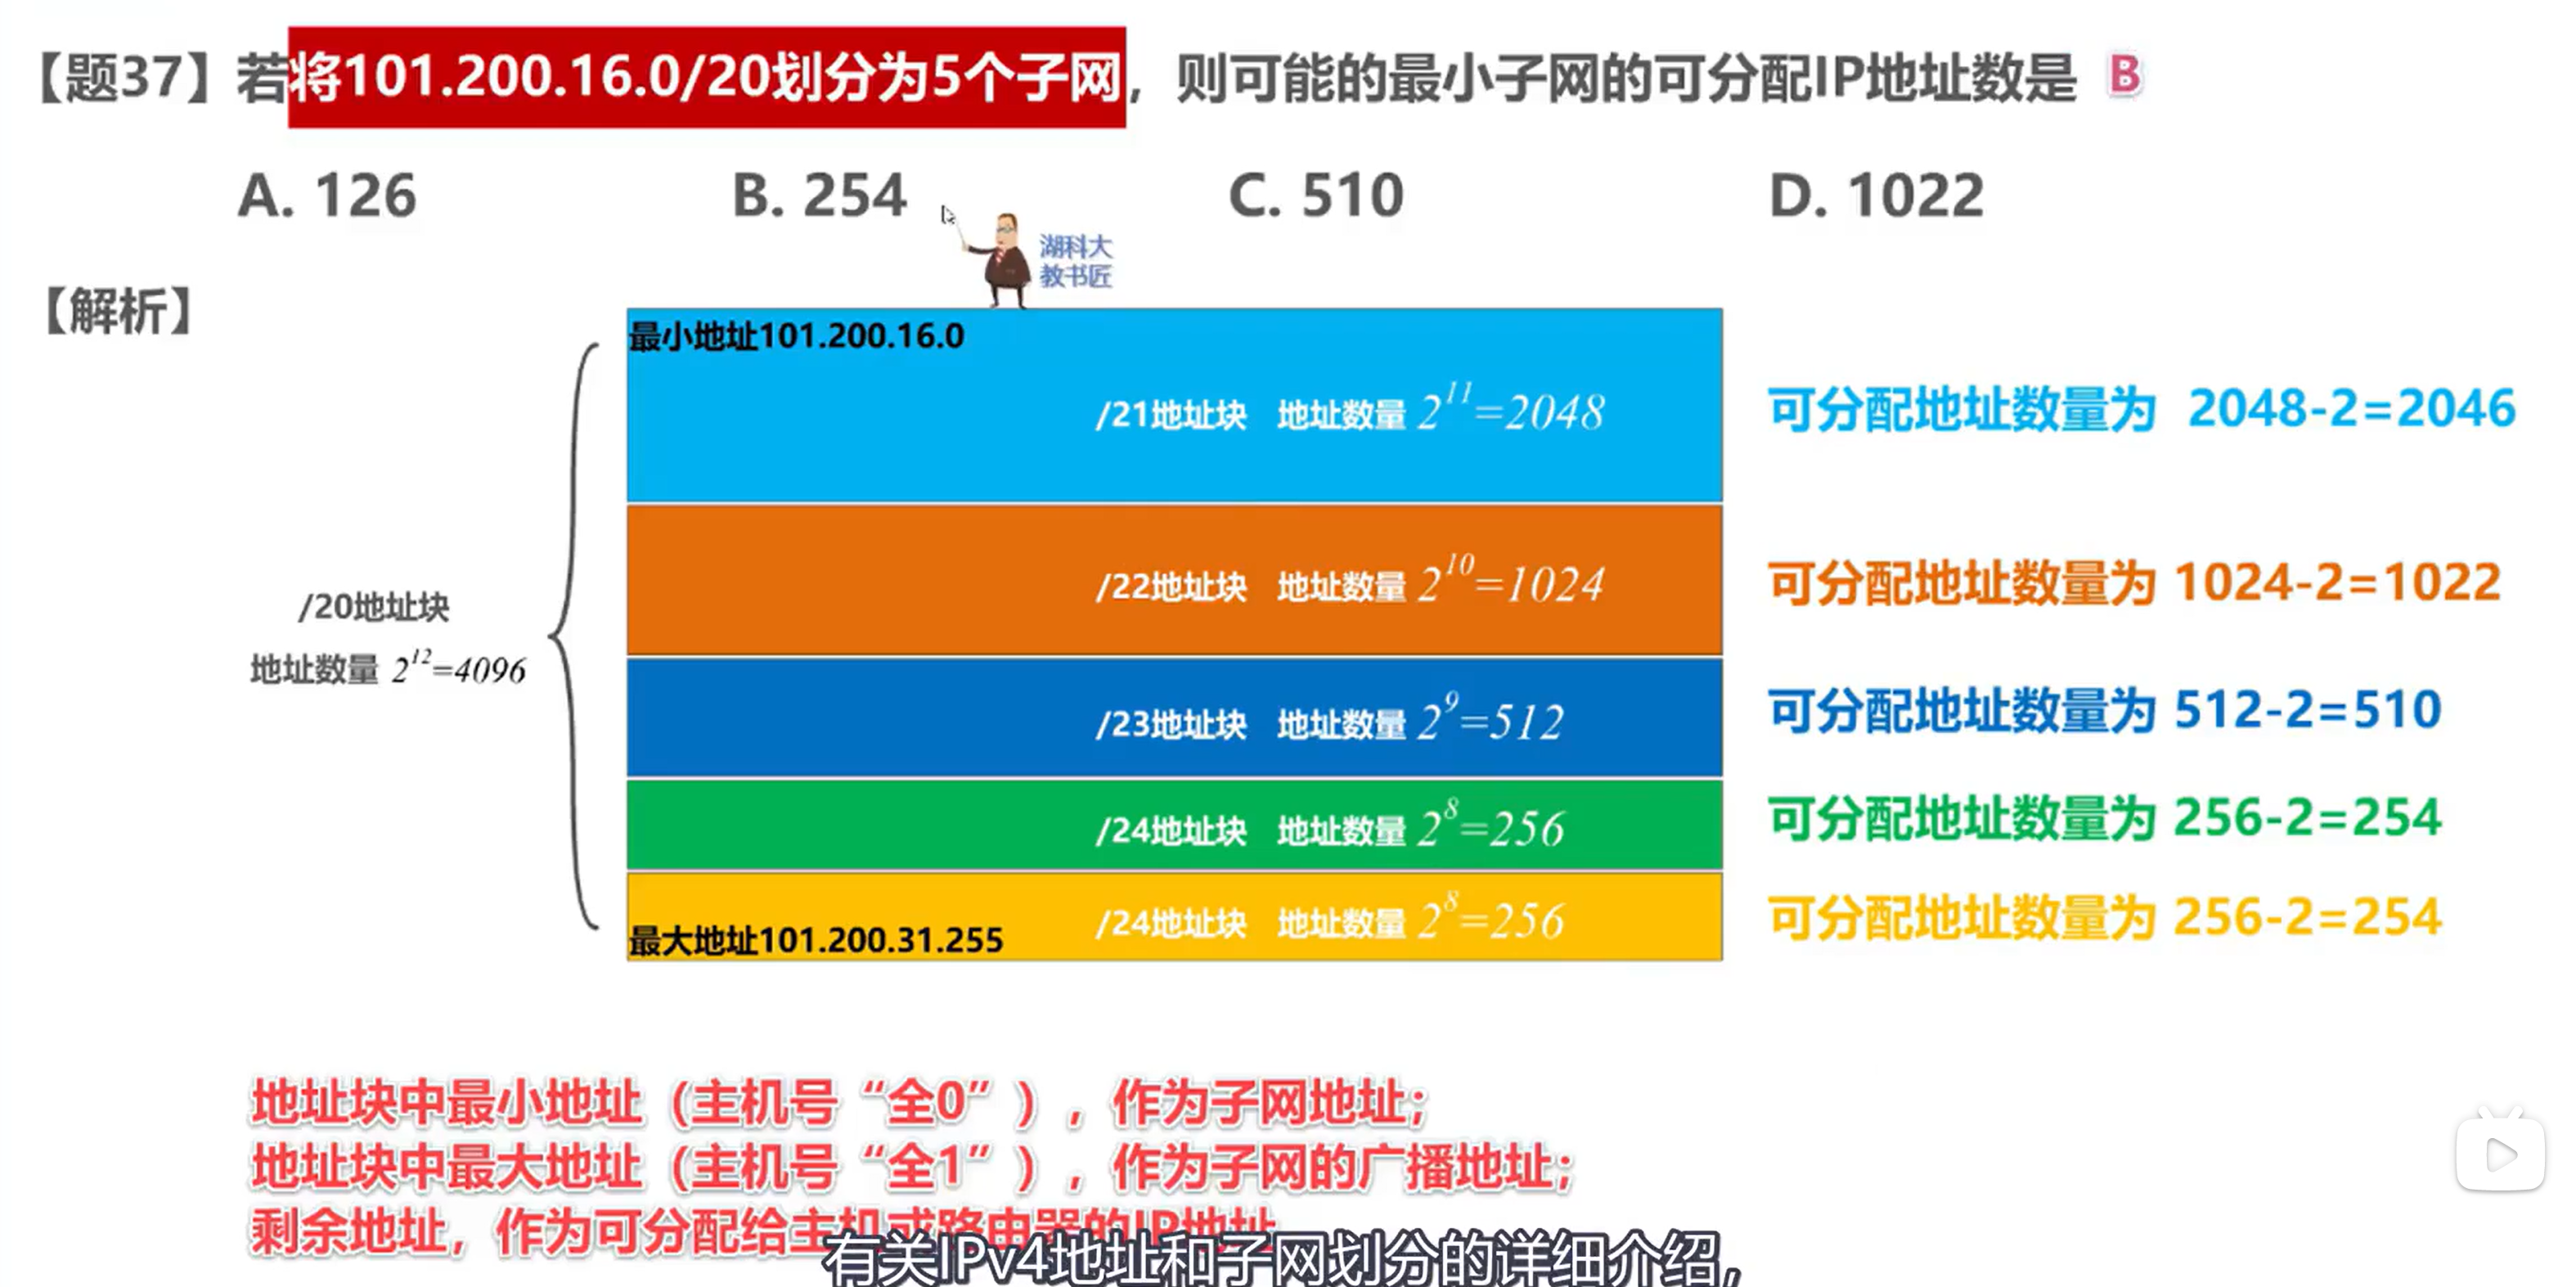 【题37】若将101.200.16.0/20划分为5个子网，则可能的最小子网的可分配IP地址数是 B
A. 126 B. 254 C. 510 D. 1022
湖科大
教书匠
【解析】
最小地址101.200.16.0
/21地址块 地址数量 2^11=2048 可分配地址数量为 2048-2=2046
/22地址块 地址数量 2^10=1024 可分配地址数量为 1024-2=1022
/20地址块
地址数量 2^12=4096
/23地址块 地址数量 2^9=512 可分配地址数量为 512-2=510
/24地址块 地址数量 2^8=256 可分配地址数量为 256-2=254
/24地址块 地址数量 2^8=256 可分配地址数量为 256-2=254
最大地址101.200.31.255
地址块中最小地址（主机号“全0”），作为子网地址；
地址块中最大地址（主机号“全1”），作为子网的广播地址；
剩余地址，作为可分配给主机或路由器的IP地址
有关IPv4地址和子网划分的详细介绍，